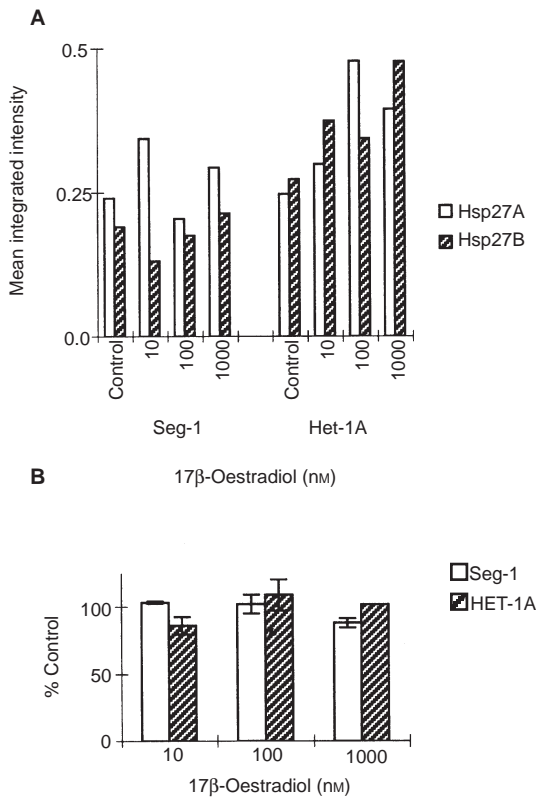 A
0.5
0.25
0.0
Mean integrated intensity
Hsp27A
Hsp27B
Control
10
100
1000
Control
10
100
1000
Seg-1
Het-1A
17β-Oestradiol (nM)
B
100
50
0
% Control
Seg-1
HET-1A
10
100
1000
17β-Oestradiol (nM)